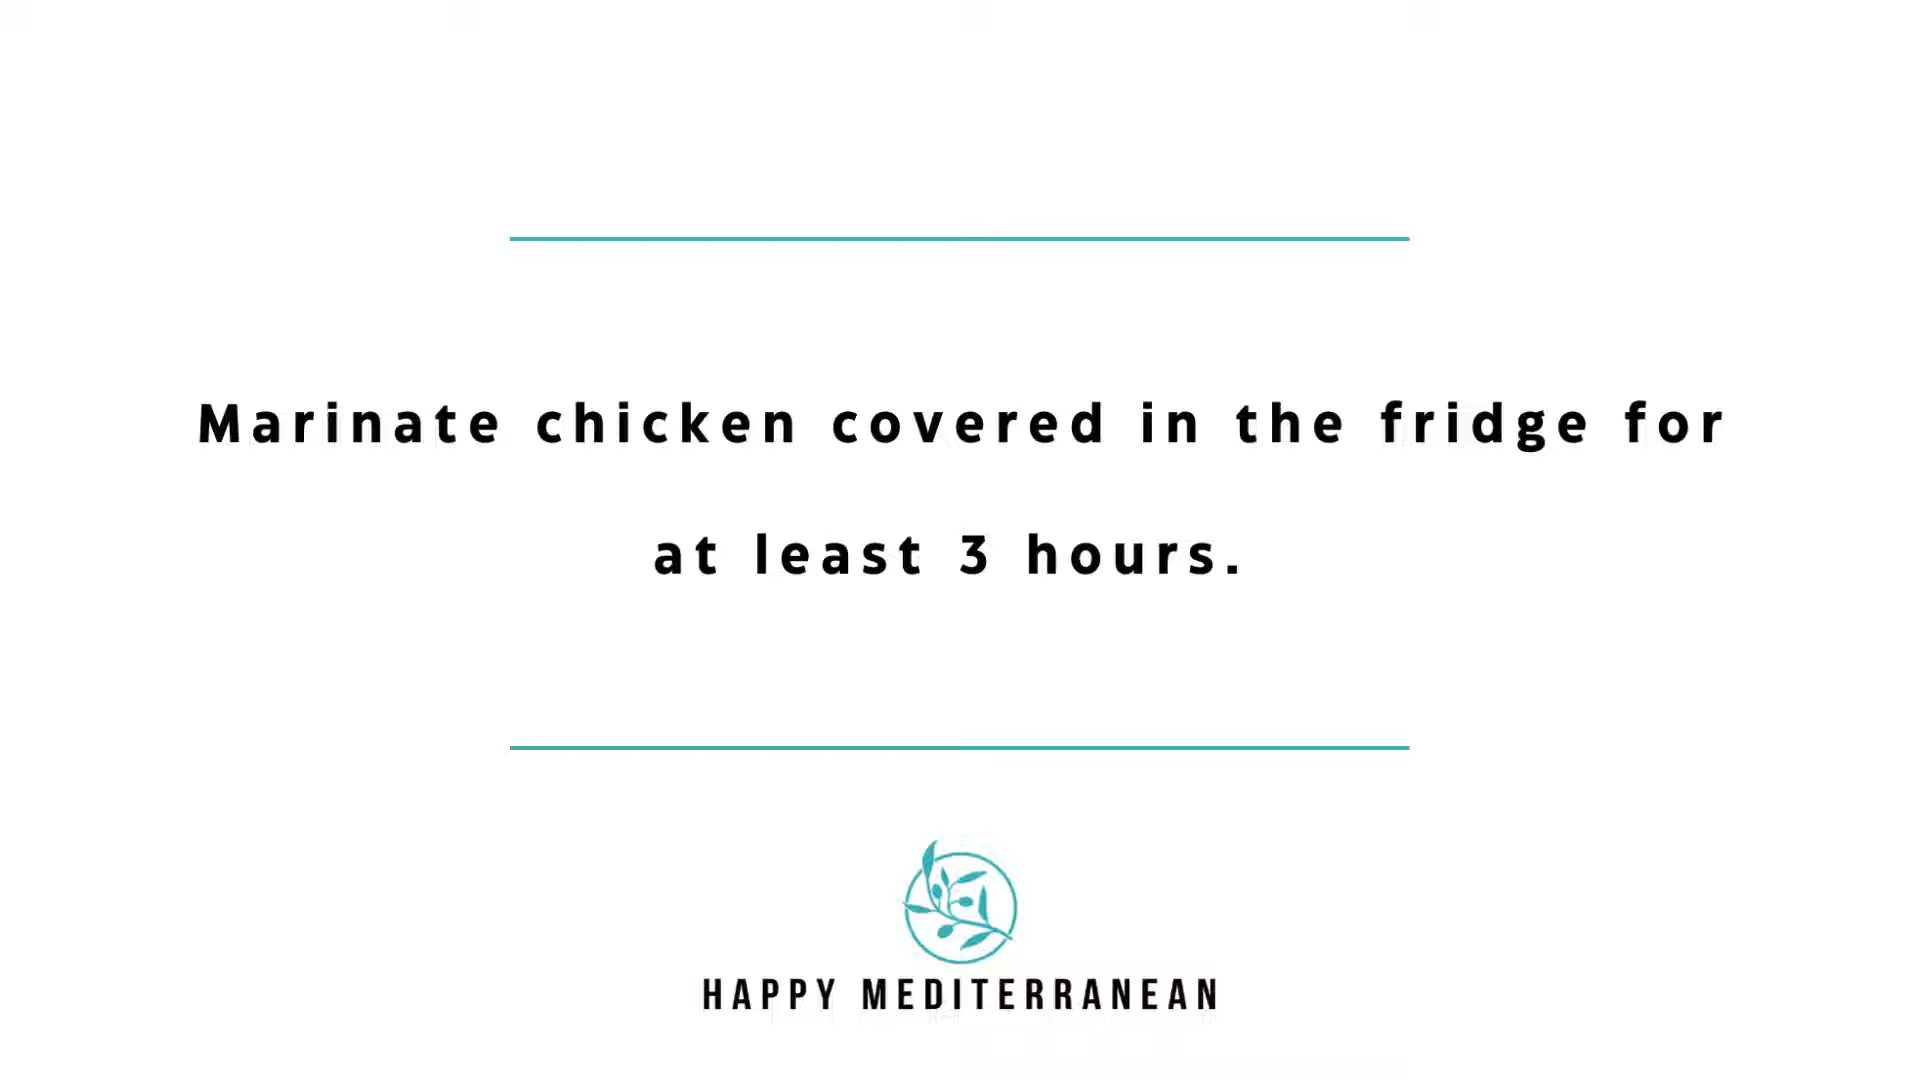 Marinate chicken covered in the fridge for
at least 3 hours.
HAPPY MEDITERRANEAN